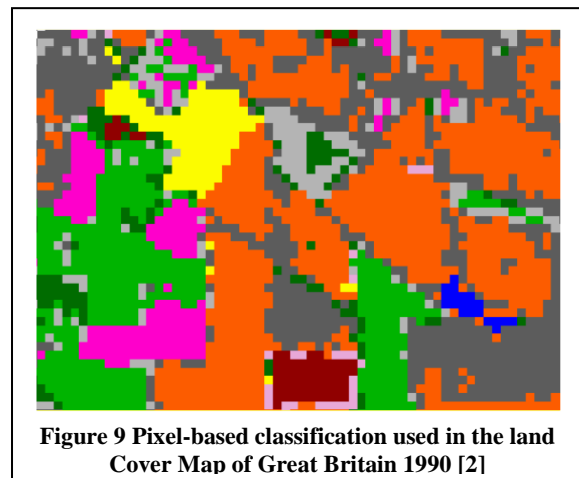 Figure 9 Pixel-based classification used in the land
Cover Map of Great Britain 1990 [2]